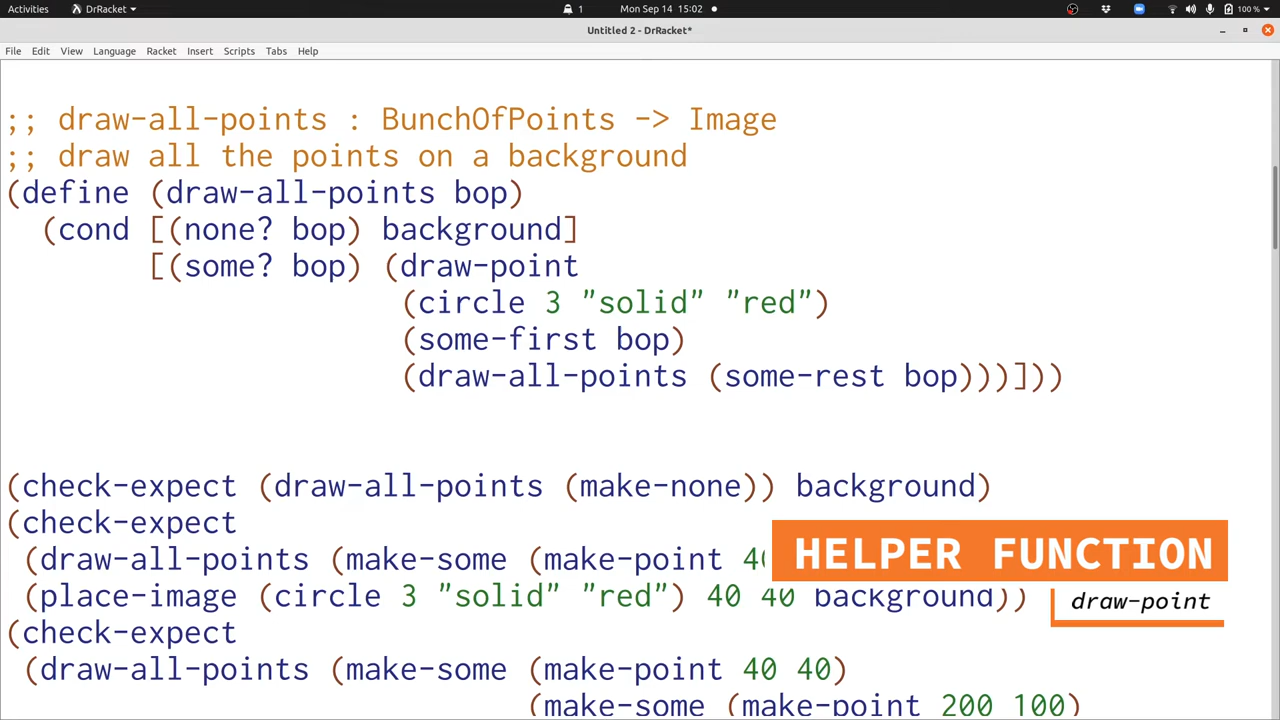 Activities DrRacket 1 Mon Sep 14 15:02 100 %
Untitled 2 - DrRacket*
File Edit View Language Racket Insert Scripts Tabs Help
;; draw-all-points : BunchOfPoints -> Image
;; draw all the points on a background
(define (draw-all-points bop)
(cond [(none? bop) background]
[(some? bop) (draw-point
(circle 3 "solid" "red")
(some-first bop)
(draw-all-points (some-rest bop)))]))
(check-expect (draw-all-points (make-none)) background)
(check-expect
(draw-all-points (make-some (make-point
HELPER FUNCTION
(place-image (circle 3 "solid" "red") 40 40 background))
draw-point
(check-expect
(draw-all-points (make-some (make-point 40 40)
(make-some (make-point 200 100)